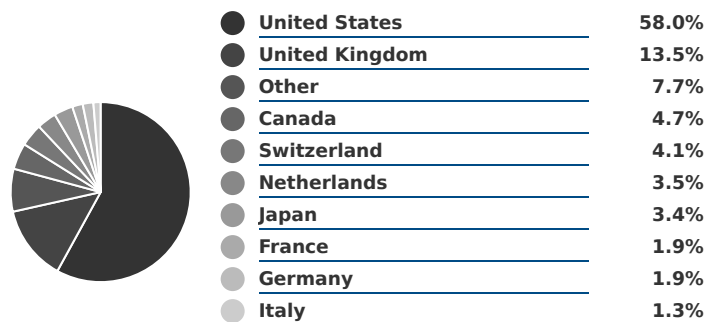 United States 58.0%
United Kingdom 13.5%
Other 7.7%
Canada 4.7%
Switzerland 4.1%
Netherlands 3.5%
Japan 3.4%
France 1.9%
Germany 1.9%
Italy 1.3%